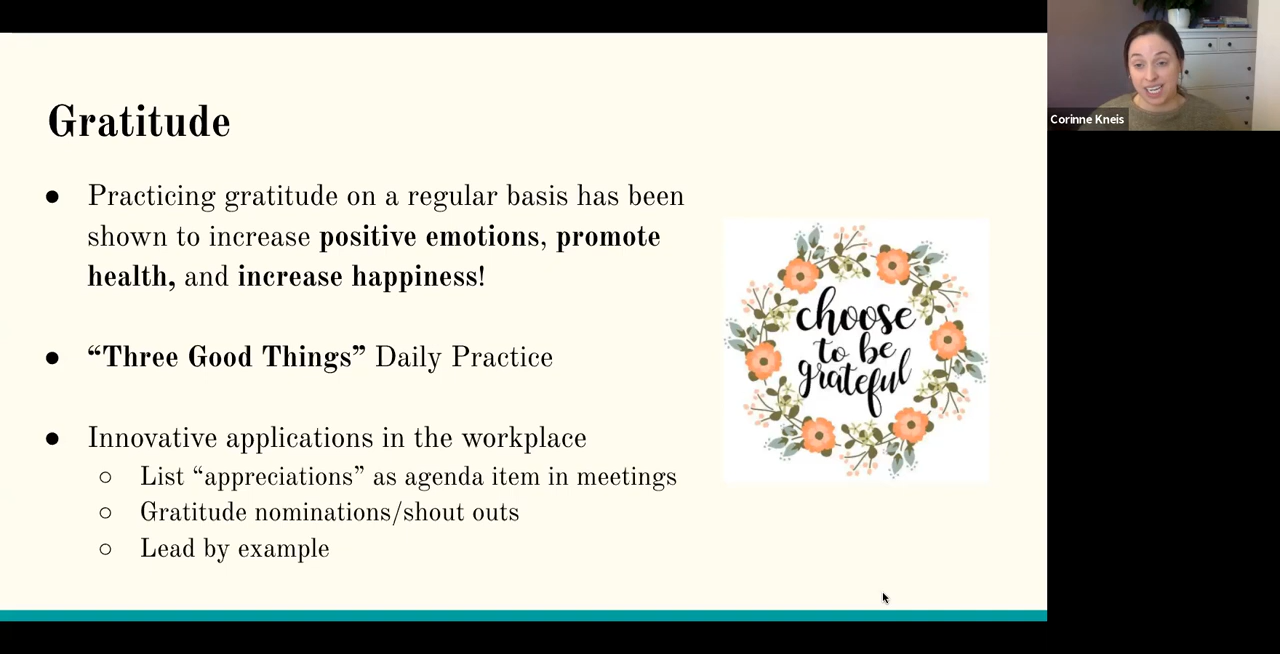 Gratitude
● Practicing gratitude on a regular basis has been
shown to increase positive emotions, promote
health, and increase happiness!
● “Three Good Things” Daily Practice
● Innovative applications in the workplace
○ List “appreciations” as agenda item in meetings
○ Gratitude nominations/shout outs
○ Lead by example
choose
to be
grateful
Corinne Kneis